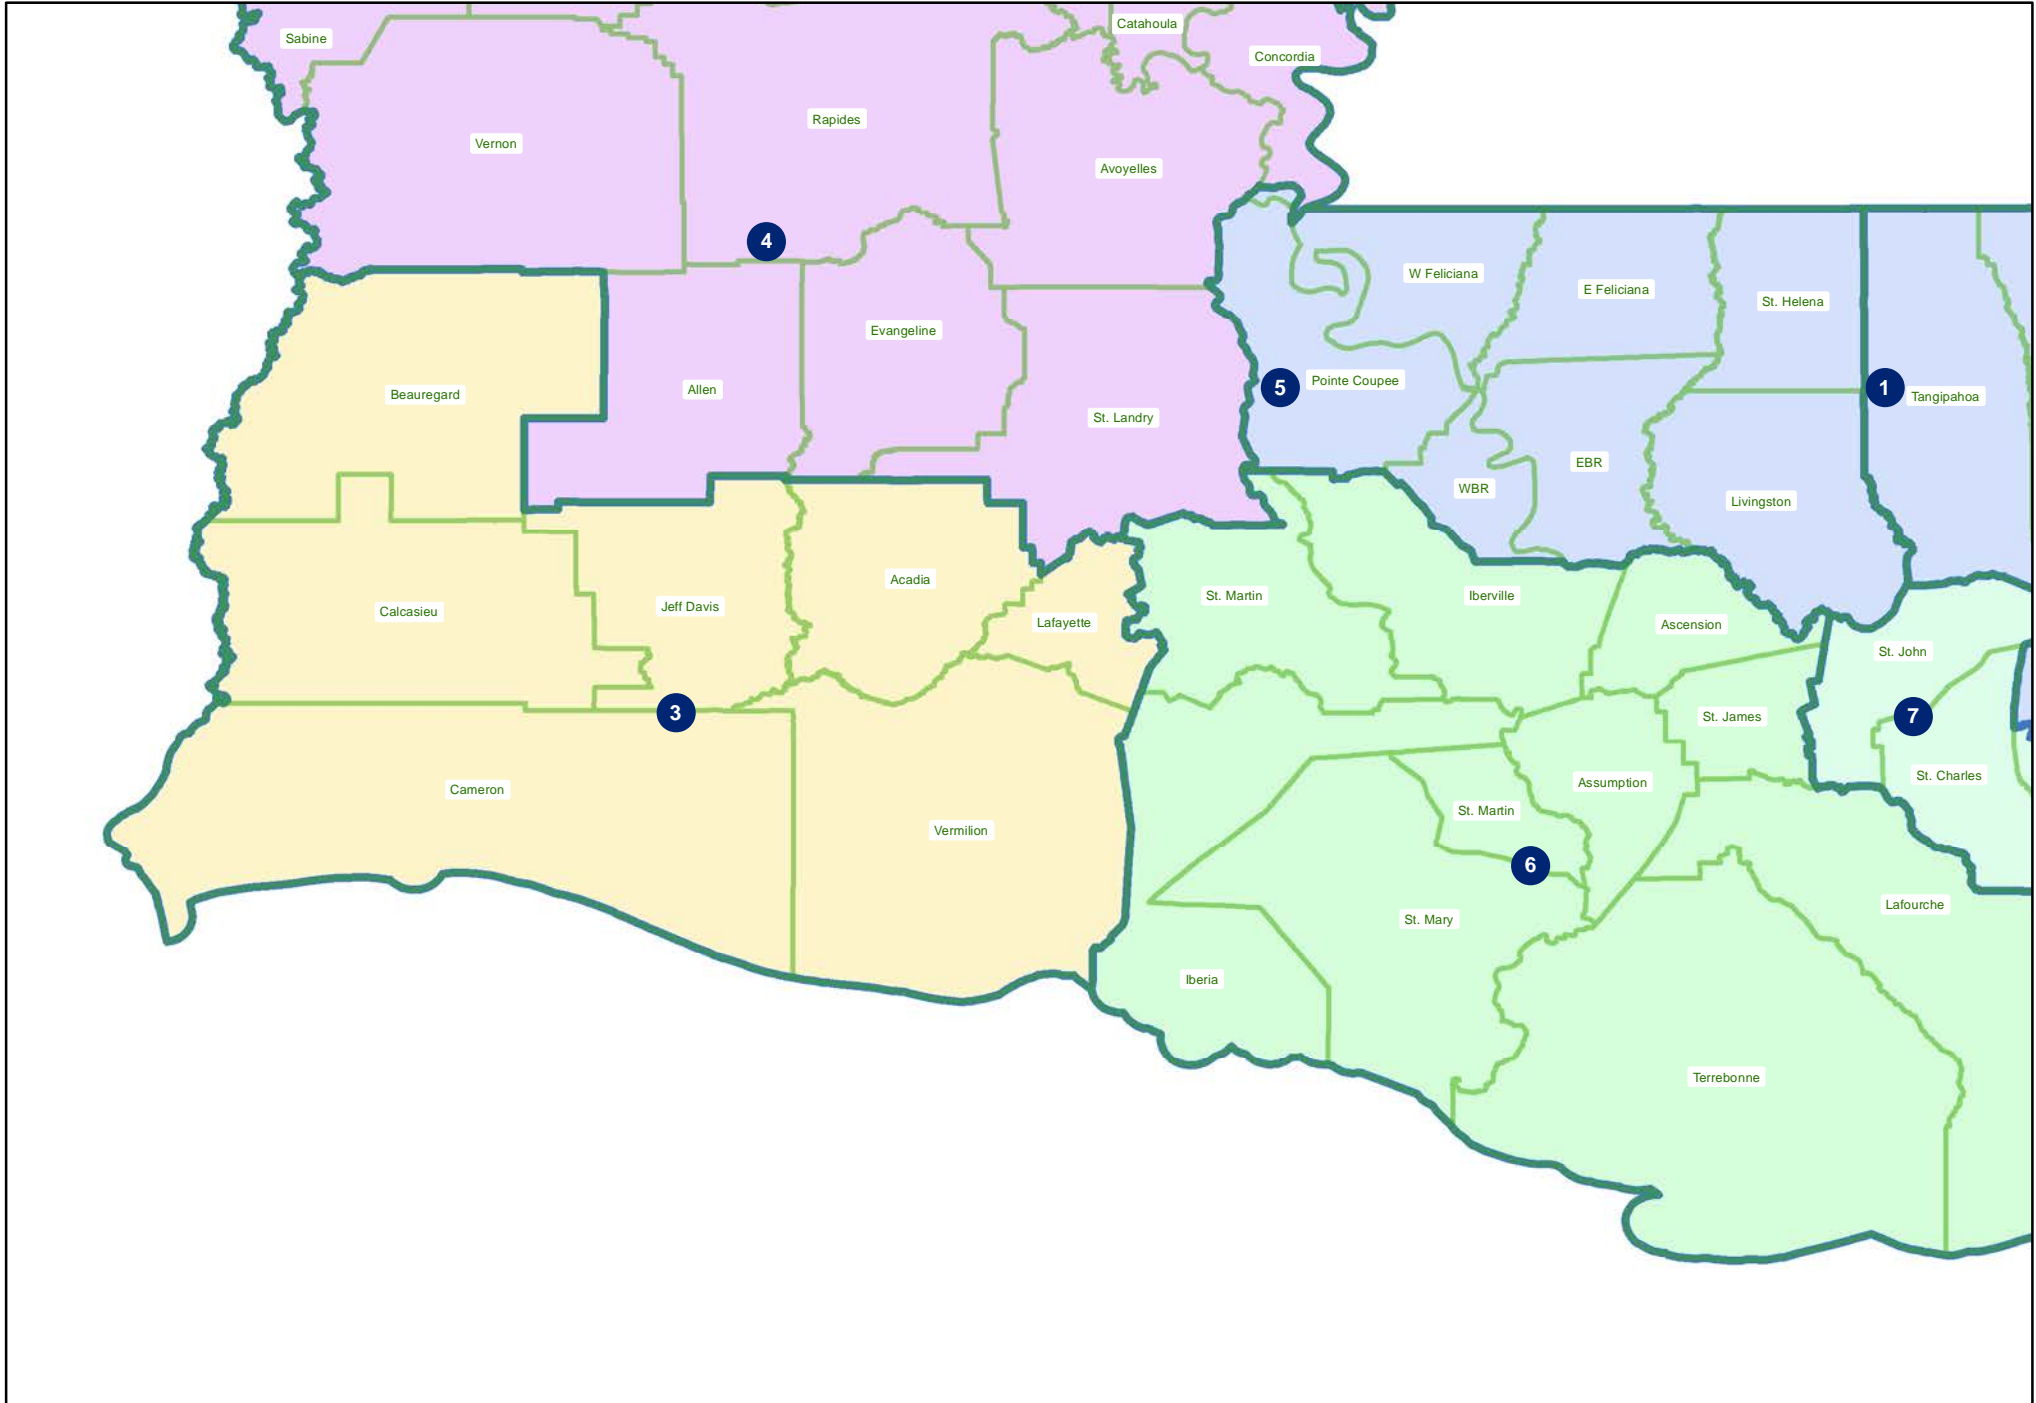 Catahoula
Sabine
Concordia
Rapides
Vernon
Avoyelles
4
W Feliciana
E Feliciana
St. Helena
Evangeline
5
Pointe Coupee
1
Tangipahoa
Beauregard
Allen
St. Landry
EBR
WBR
Livingston
Acadia
Jeff Davis
St. Martin
Iberville
Calcasieu
Lafayette
Ascension
St. John
3
St. James
7
St. Charles
Cameron
Assumption
St. Martin
Vermilion
6
Lafourche
St. Mary
Iberia
Terrebonne